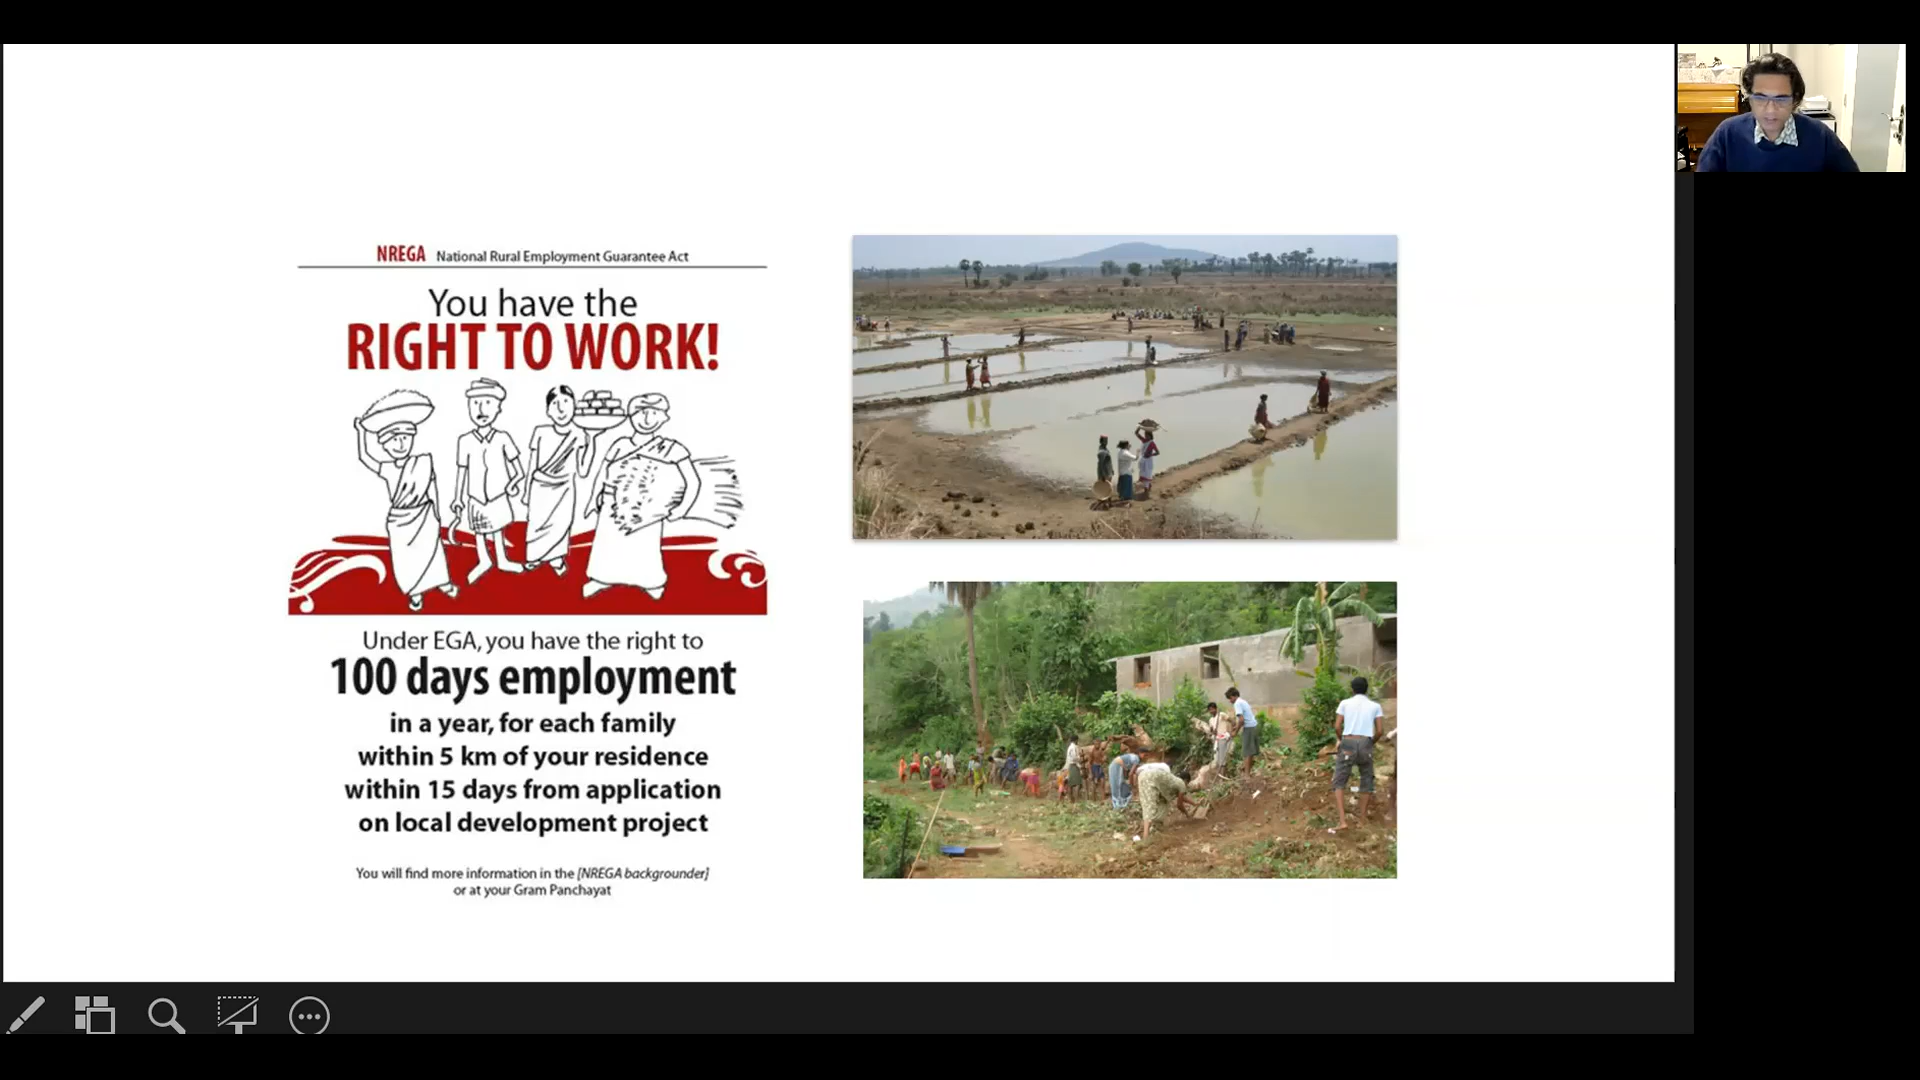 NREGA National Rural Employment Guarantee Act
You have the
RIGHT TO WORK!
Under EGA, you have the right to
100 days employment
in a year, for each family
within 5 km of your residence
within 15 days from application
on local development project
You will find more information in the [NREGA backgrounder]
or at your Gram Panchayat